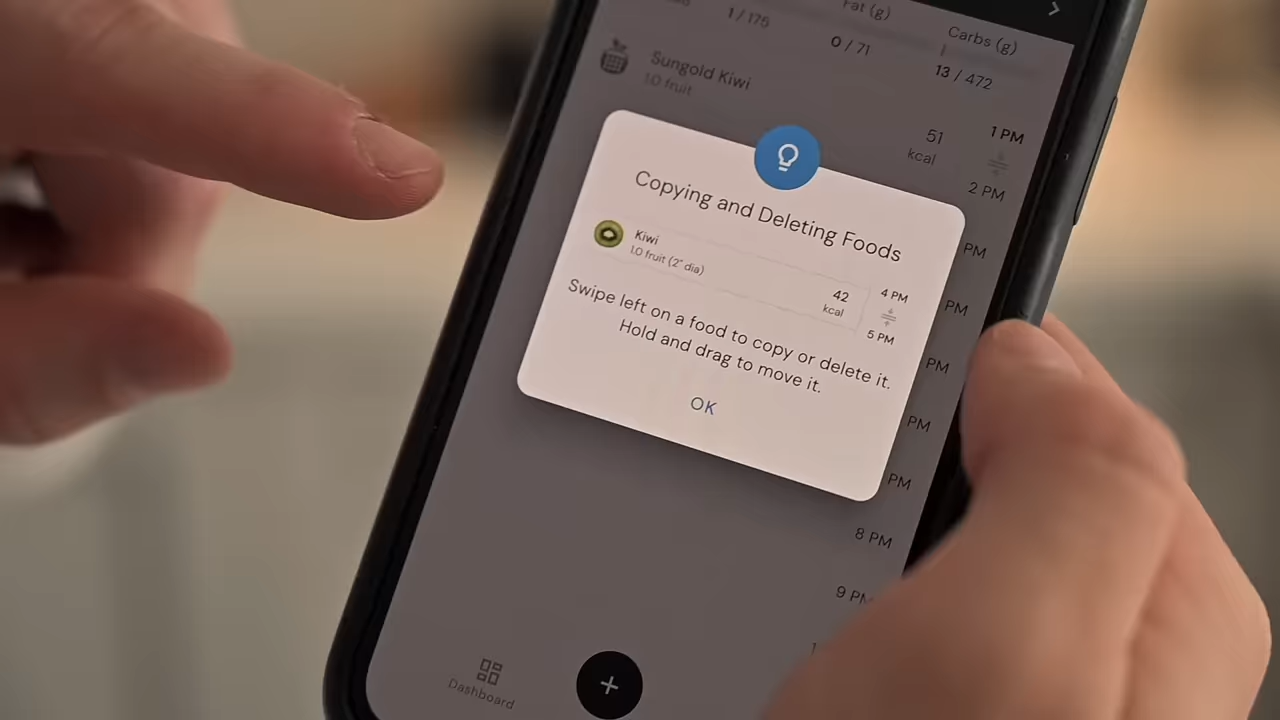 Fat (g)
Carbs (g)
1 / 176
0 / 71
13 / 472
Sungold Kiwi
1.0 fruit
51
kcal
1 PM
2 PM
PM
PM
PM
PM
PM
8 PM
9 PM
Copying and Deleting Foods
Kiwi
1.0 fruit (2" dia)
42
kcal
4 PM
5 PM
Swipe left on a food to copy or delete it.
Hold and drag to move it.
OK
Dashboard
+